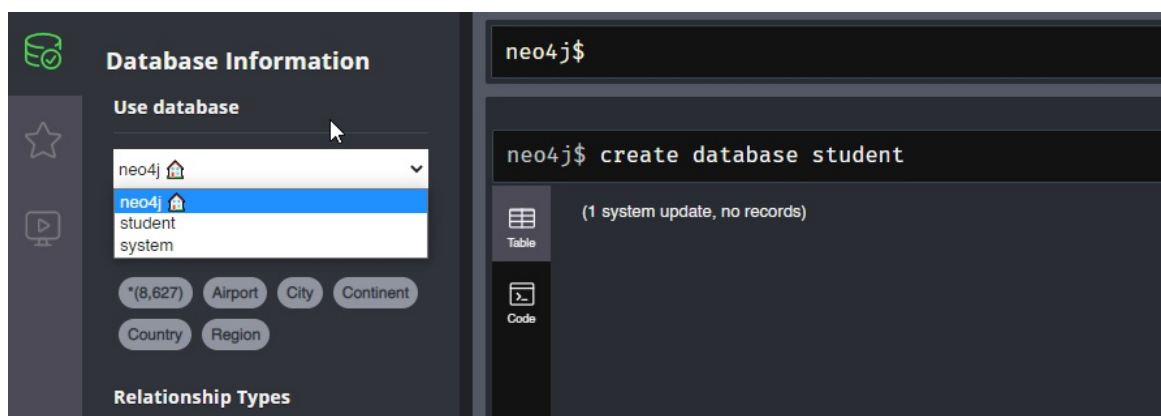 Database Information
Use database
neo4j
neo4j
student
system
*(8,627) Airport City Continent
Country Region
Relationship Types
neo4j$
neo4j$ create database student
Table
(1 system update, no records)
Code